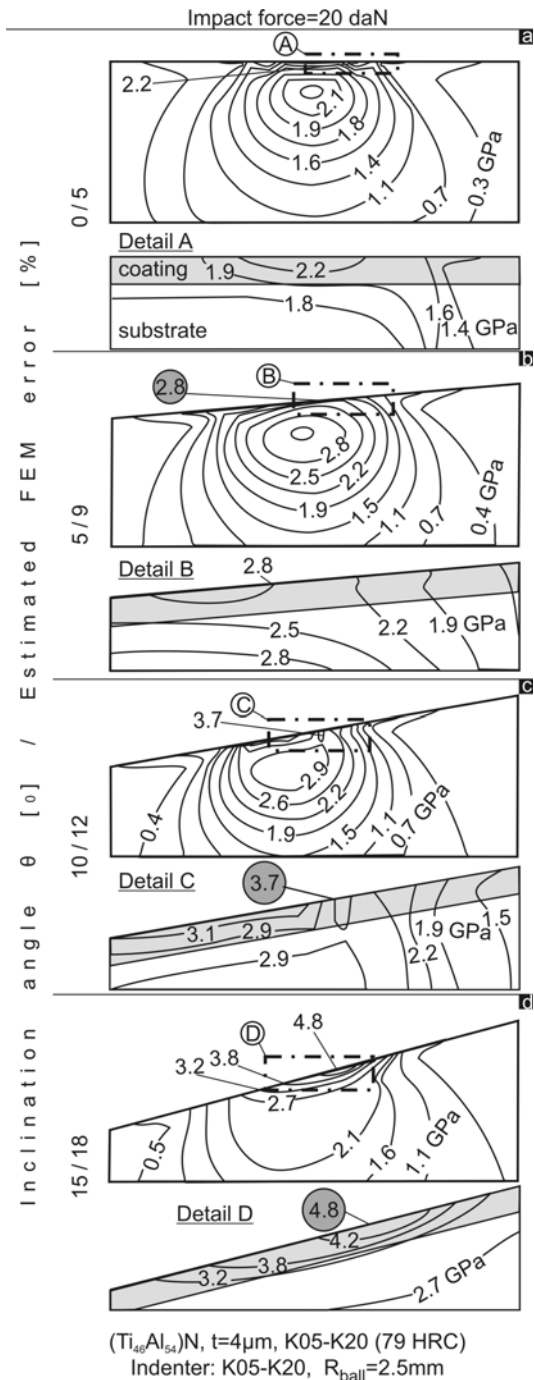 Impact force=20 daN
Inclination angle θ [0] / Estimated FEM error [%]
a
A
0 / 5
2.2
2.1
1.9
1.8
1.6
1.4
1.1
0.7
0.3 GPa
Detail A
coating
1.9
2.2
1.8
1.6
substrate
1.4 GPa
b
2.8
B
5 / 9
2.8
2.5
2.2
1.9
1.5
1.1
0.7
0.4 GPa
Detail B
2.8
2.5
2.2
1.9 GPa
2.8
c
C
3.7
10 / 12
2.9
2.6
2.2
1.9
1.5
1.1
0.7 GPa
0.4
Detail C
3.7
3.1
2.9
2.9
2.2
1.9 GPa
1.5
d
D
4.8
3.8
3.2
15 / 18
2.7
2.1
1.6
1.1 GPa
0.5
Detail D
4.8
4.2
3.8
3.2
2.7 GPa
(Ti46Al54)N, t=4μm, K05-K20 (79 HRC)
Indenter: K05-K20, Rball=2.5mm